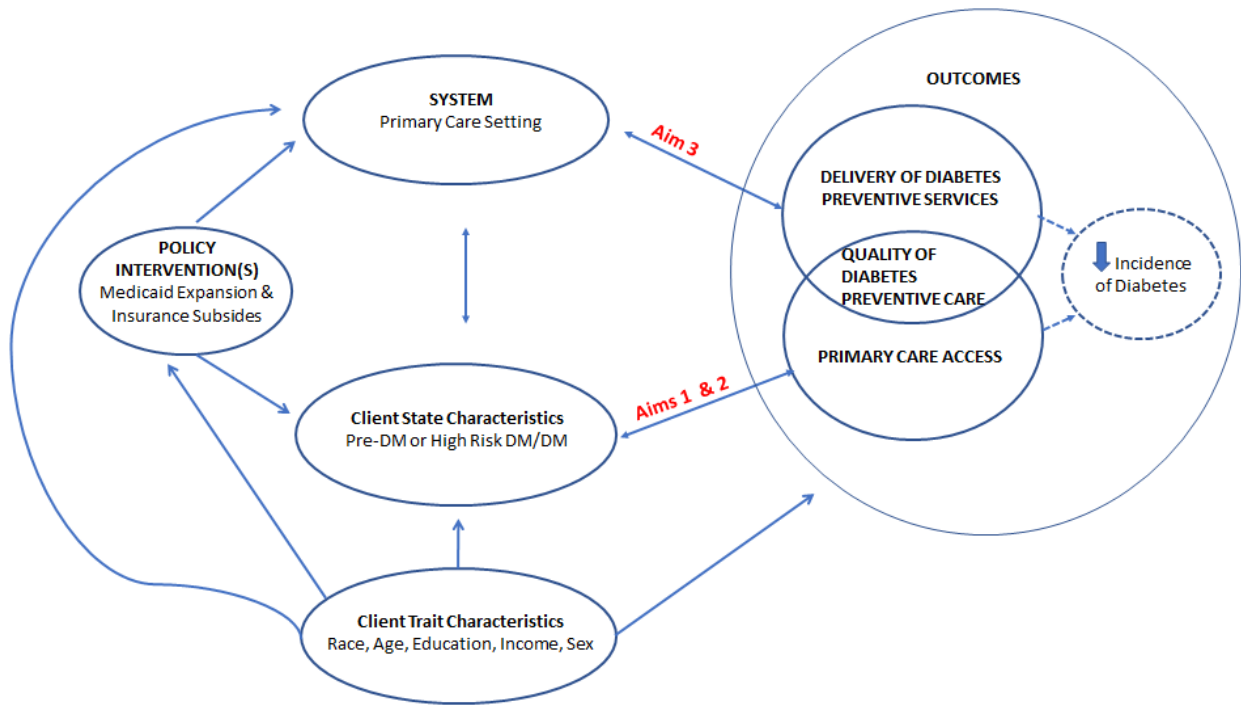 SYSTEM
Primary Care Setting
Aim 3
OUTCOMES
DELIVERY OF DIABETES
PREVENTIVE SERVICES
POLICY
INTERVENTION(S)
Medicaid Expansion &
Insurance Subsides
QUALITY OF
DIABETES
PREVENTIVE CARE
Incidence
of Diabetes
PRIMARY CARE ACCESS
Aims 1 & 2
Client State Characteristics
Pre-DM or High Risk DM/DM
Client Trait Characteristics
Race, Age, Education, Income, Sex